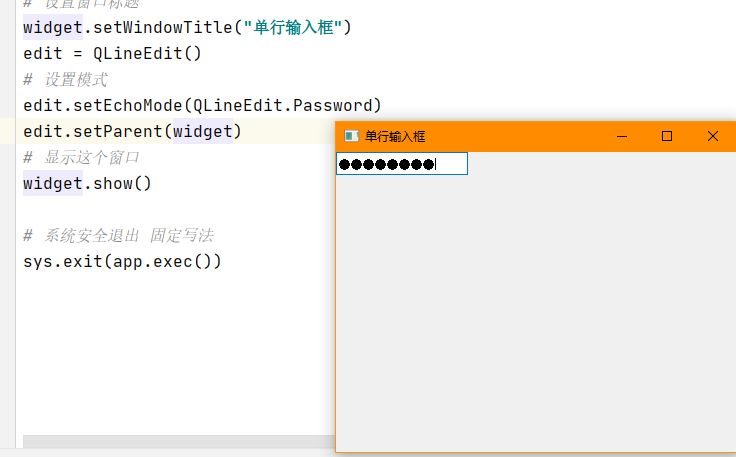 # 设置窗口标题
widget.setWindowTitle("单行输入框")
edit = QLineEdit()
# 设置模式
edit.setEchoMode(QLineEdit.Password)
edit.setParent(widget)
# 显示这个窗口
widget.show()
# 系统安全退出 固定写法
sys.exit(app.exec())
单行输入框
●●●●●●●●